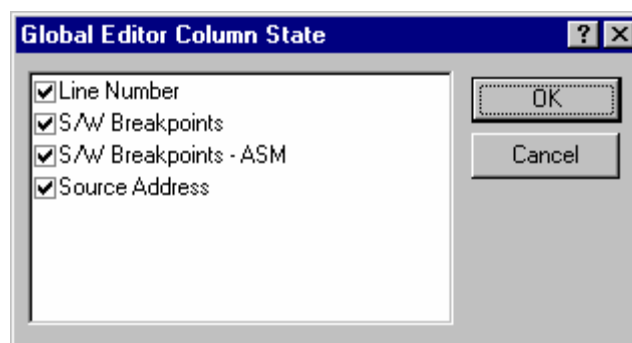 Global Editor Column State
Line Number
S/W Breakpoints
S/W Breakpoints - ASM
Source Address
OK
Cancel